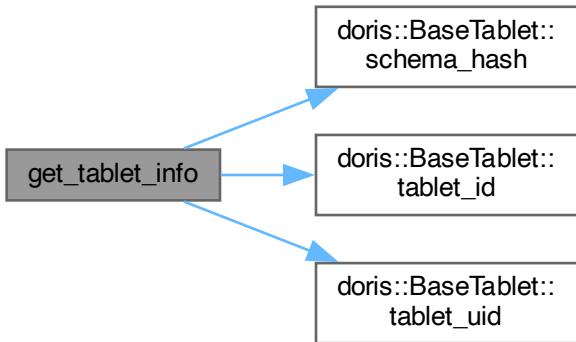 get_tablet_info
doris::BaseTablet::
schema_hash
doris::BaseTablet::
tablet_id
doris::BaseTablet::
tablet_uid